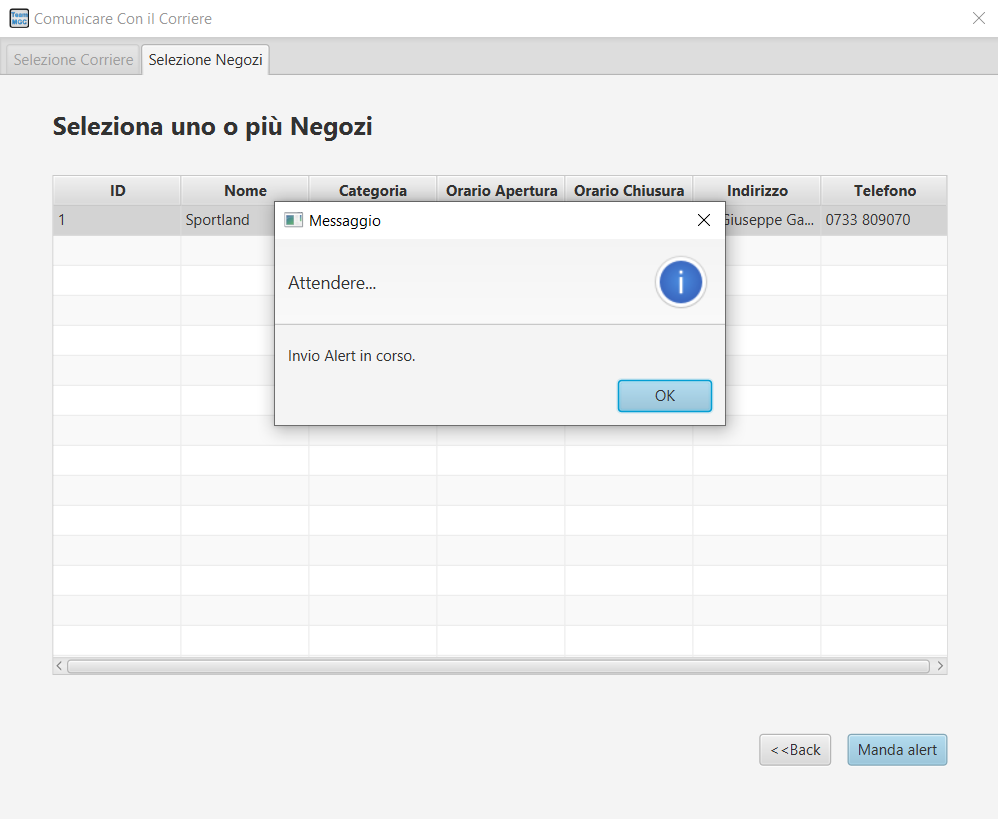 Team
MGC
Comunicare Con il Corriere
Selezione Corriere
Selezione Negozi
Seleziona uno o più Negozi
ID Nome Categoria Orario Apertura Orario Chiusura Indirizzo Telefono
1 Sportland Giuseppe Ga... 0733 809070
Messaggio
Attendere...
i
Invio Alert in corso.
OK
<<Back
Manda alert